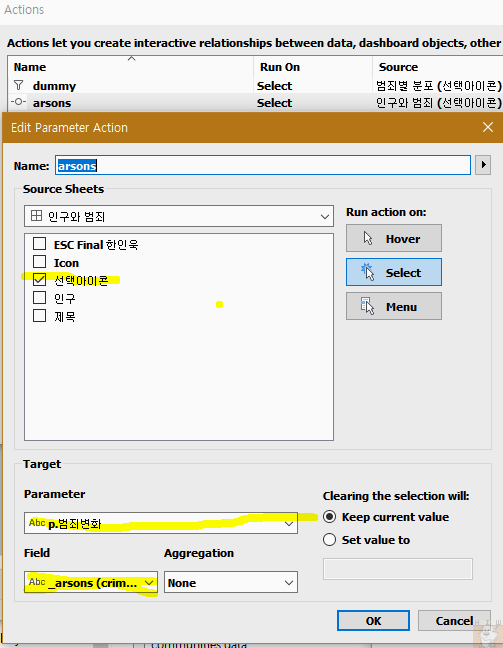 Actions
Actions let you create interactive relationships between data, dashboard objects, other
Name Run On Source
dummy Select 범죄별 분포 (선택아이콘)
arsons Select 인구와 범죄 (선택아이콘)
Edit Parameter Action
Name: arsons
Source Sheets
인구와 범죄
Run action on:
ESC Final 한인욱
Hover
Icon
선택아이콘
Select
인구
제목
Menu
Target
Parameter
Clearing the selection will:
Abc p.범죄변화
Keep current value
Set value to
Field Aggregation
Abc _arsons (crim... None
OK Cancel
communities data